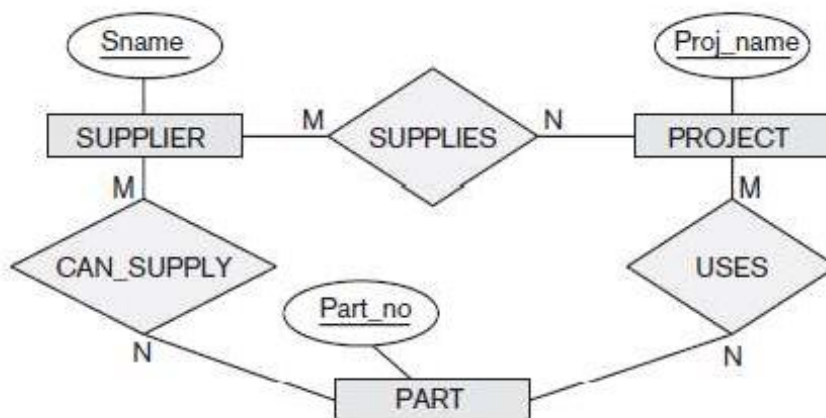 Sname
Proj_name
M
N
SUPPLIER
SUPPLIES
PROJECT
M
M
CAN_SUPPLY
USES
Part_no
N
N
PART